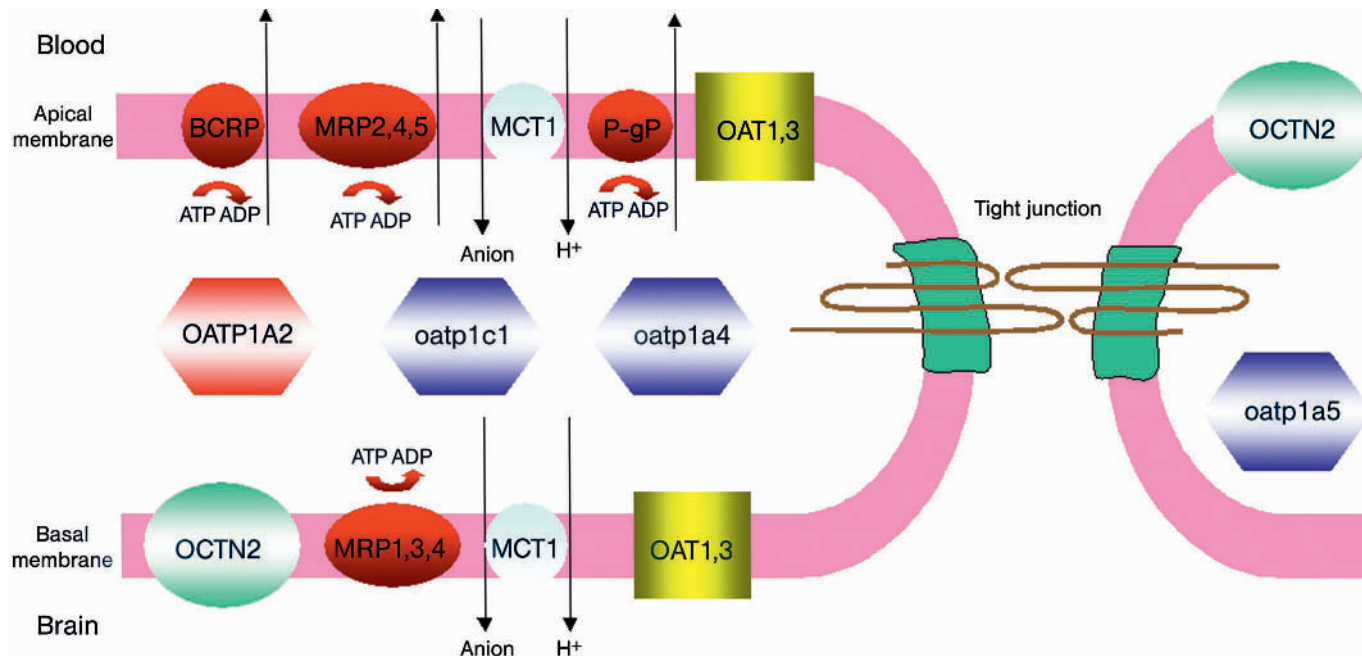 Blood
Apical
membrane
BCRP
MRP2,4,5
MCT1
P-gP
OAT1,3
OCTN2
ATP ADP
ATP ADP
ATP ADP
Anion
H+
Tight junction
OATP1A2
oatp1c1
oatp1a4
oatp1a5
ATP ADP
Basal
membrane
OCTN2
MRP1,3,4
MCT1
OAT1,3
Brain
Anion
H+